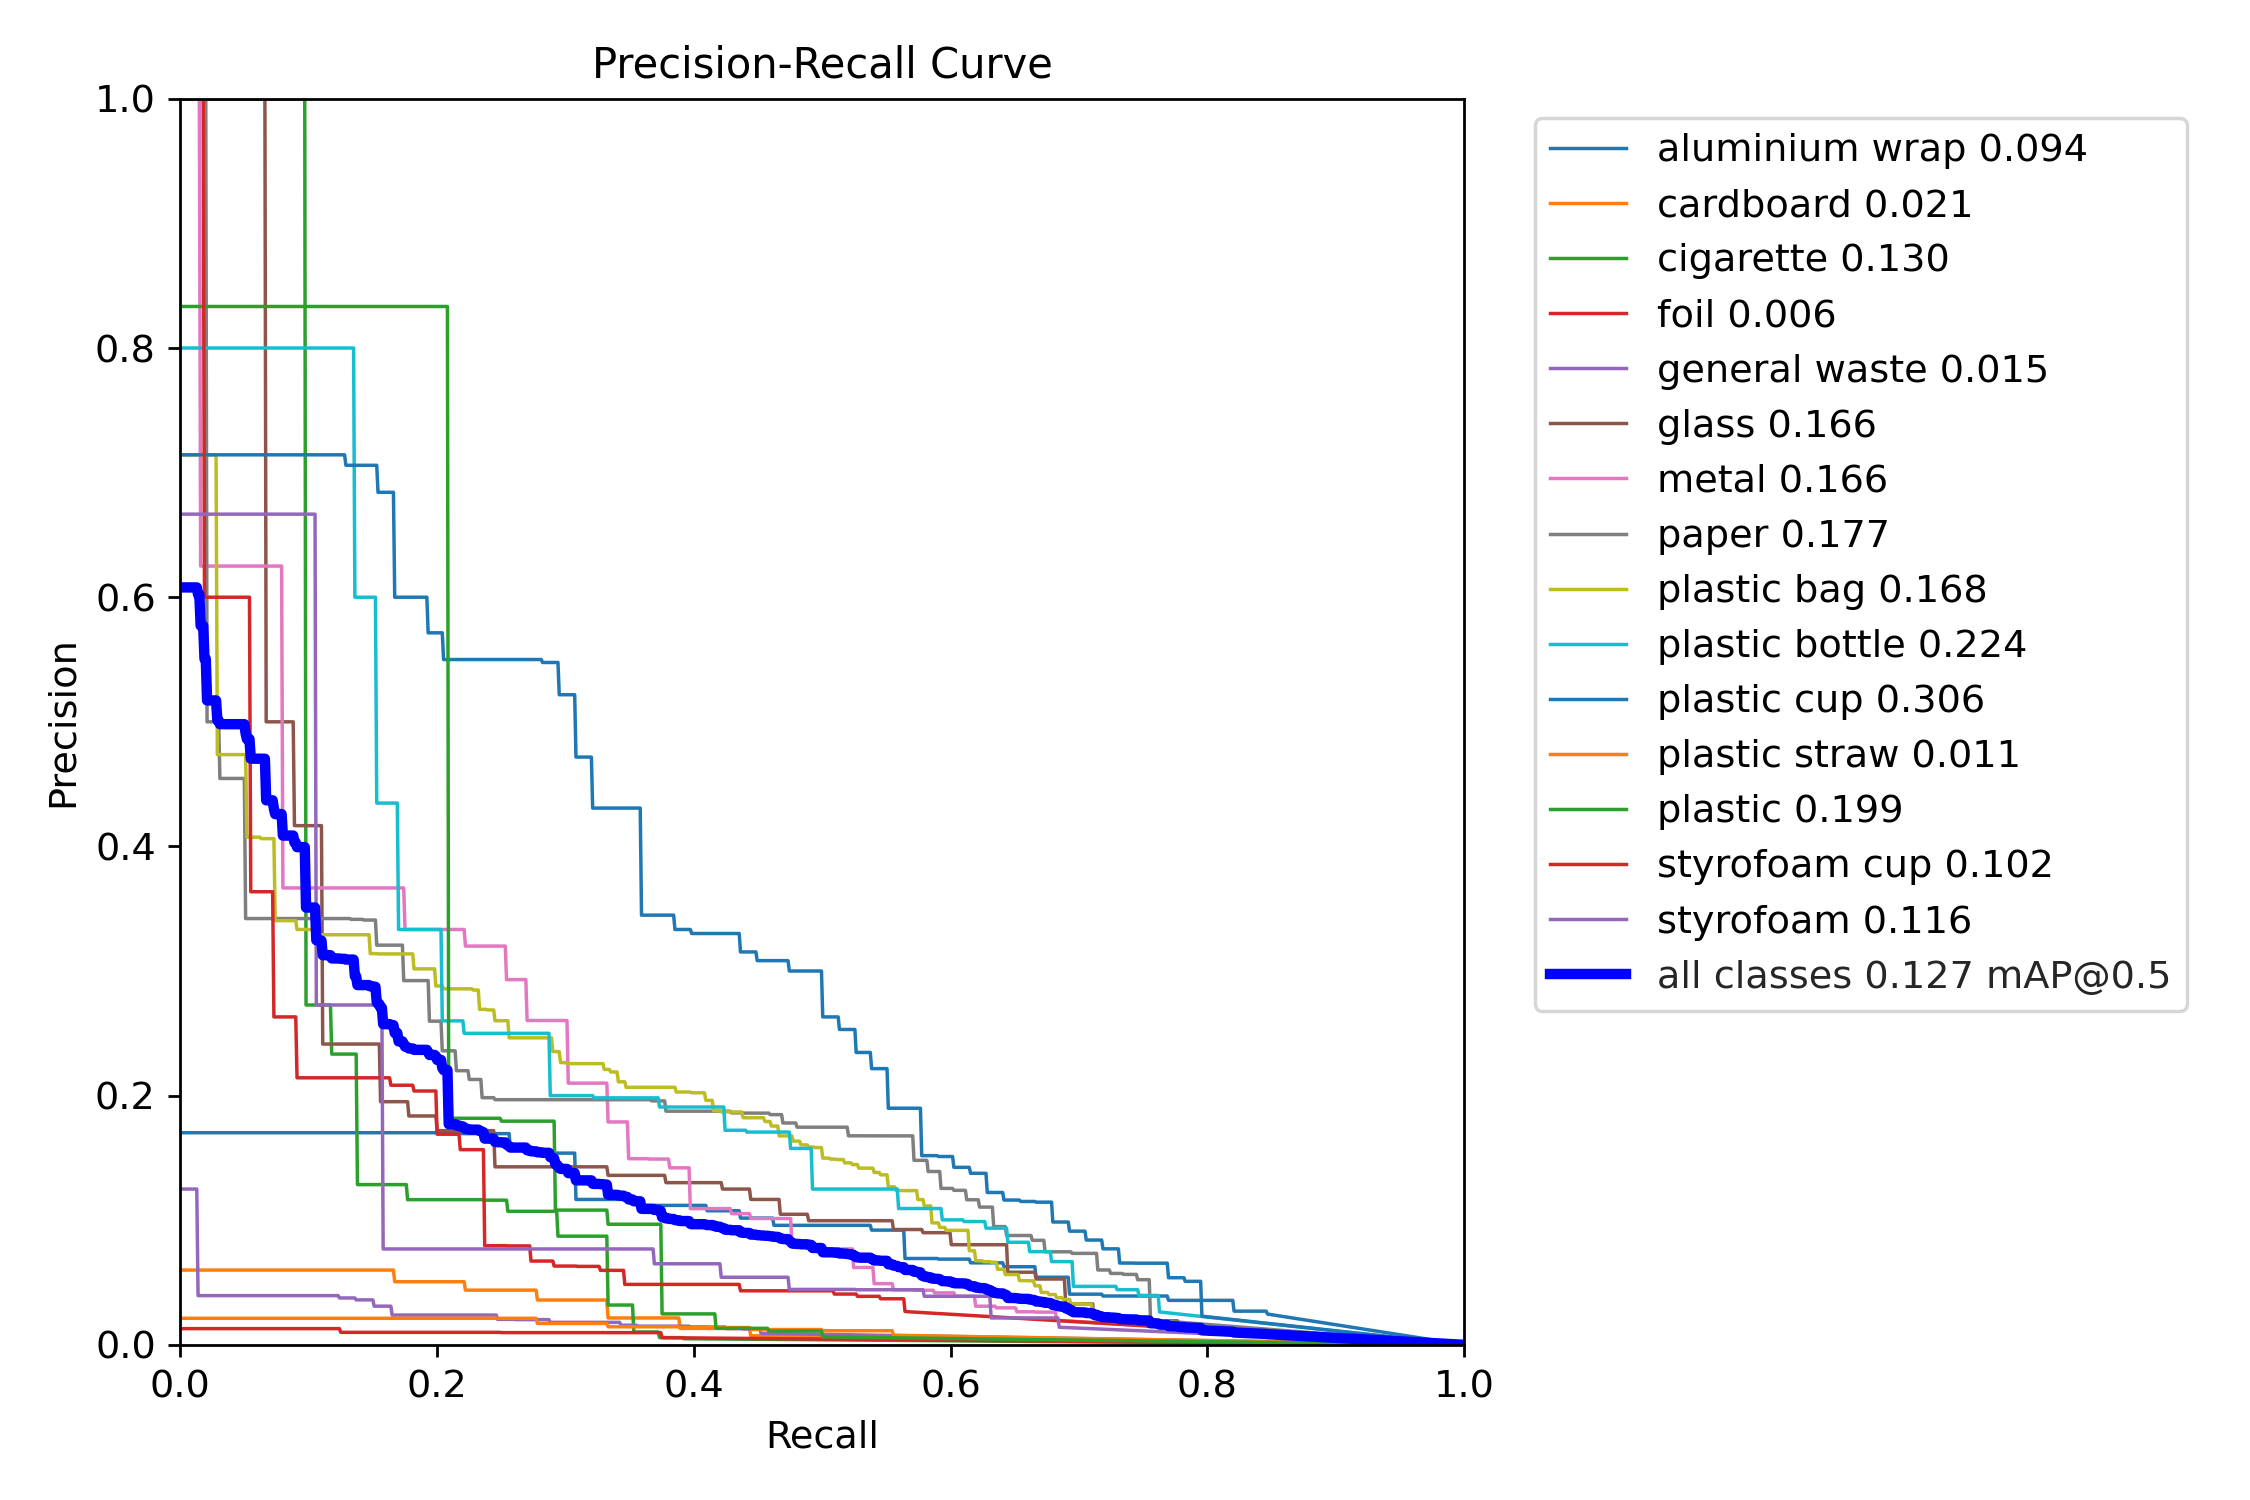 Precision-Recall Curve
1.0
0.8
0.6
0.4
0.2
0.0
Precision
0.0 0.2 0.4 0.6 0.8 1.0
Recall
aluminium wrap 0.094
cardboard 0.021
cigarette 0.130
foil 0.006
general waste 0.015
glass 0.166
metal 0.166
paper 0.177
plastic bag 0.168
plastic bottle 0.224
plastic cup 0.306
plastic straw 0.011
plastic 0.199
styrofoam cup 0.102
styrofoam 0.116
all classes 0.127 mAP@0.5